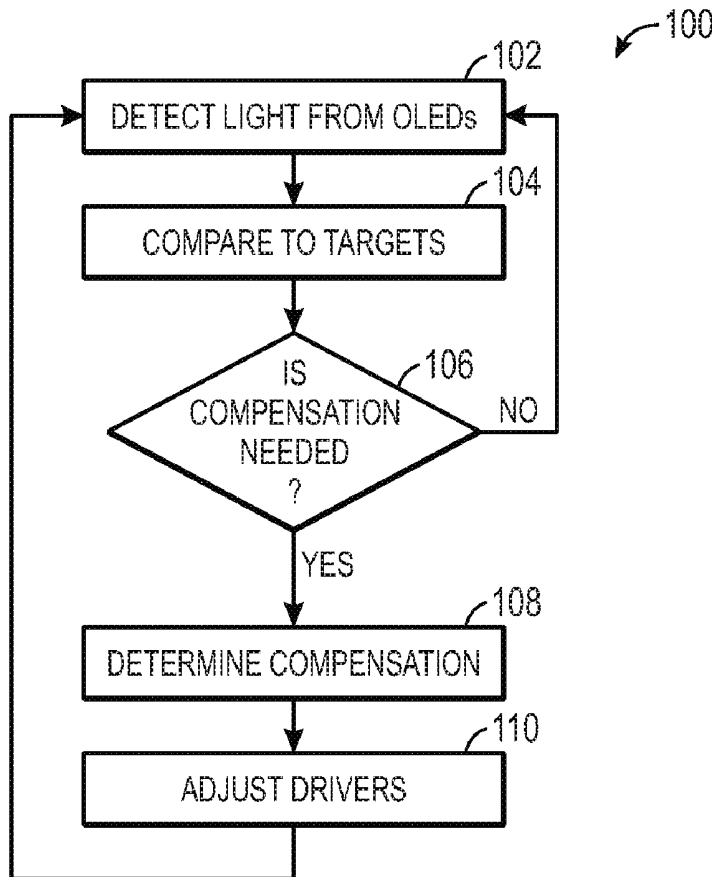 100
102
DETECT LIGHT FROM OLEDs
104
COMPARE TO TARGETS
106
IS
COMPENSATION
NEEDED
?
NO
YES
108
DETERMINE COMPENSATION
110
ADJUST DRIVERS